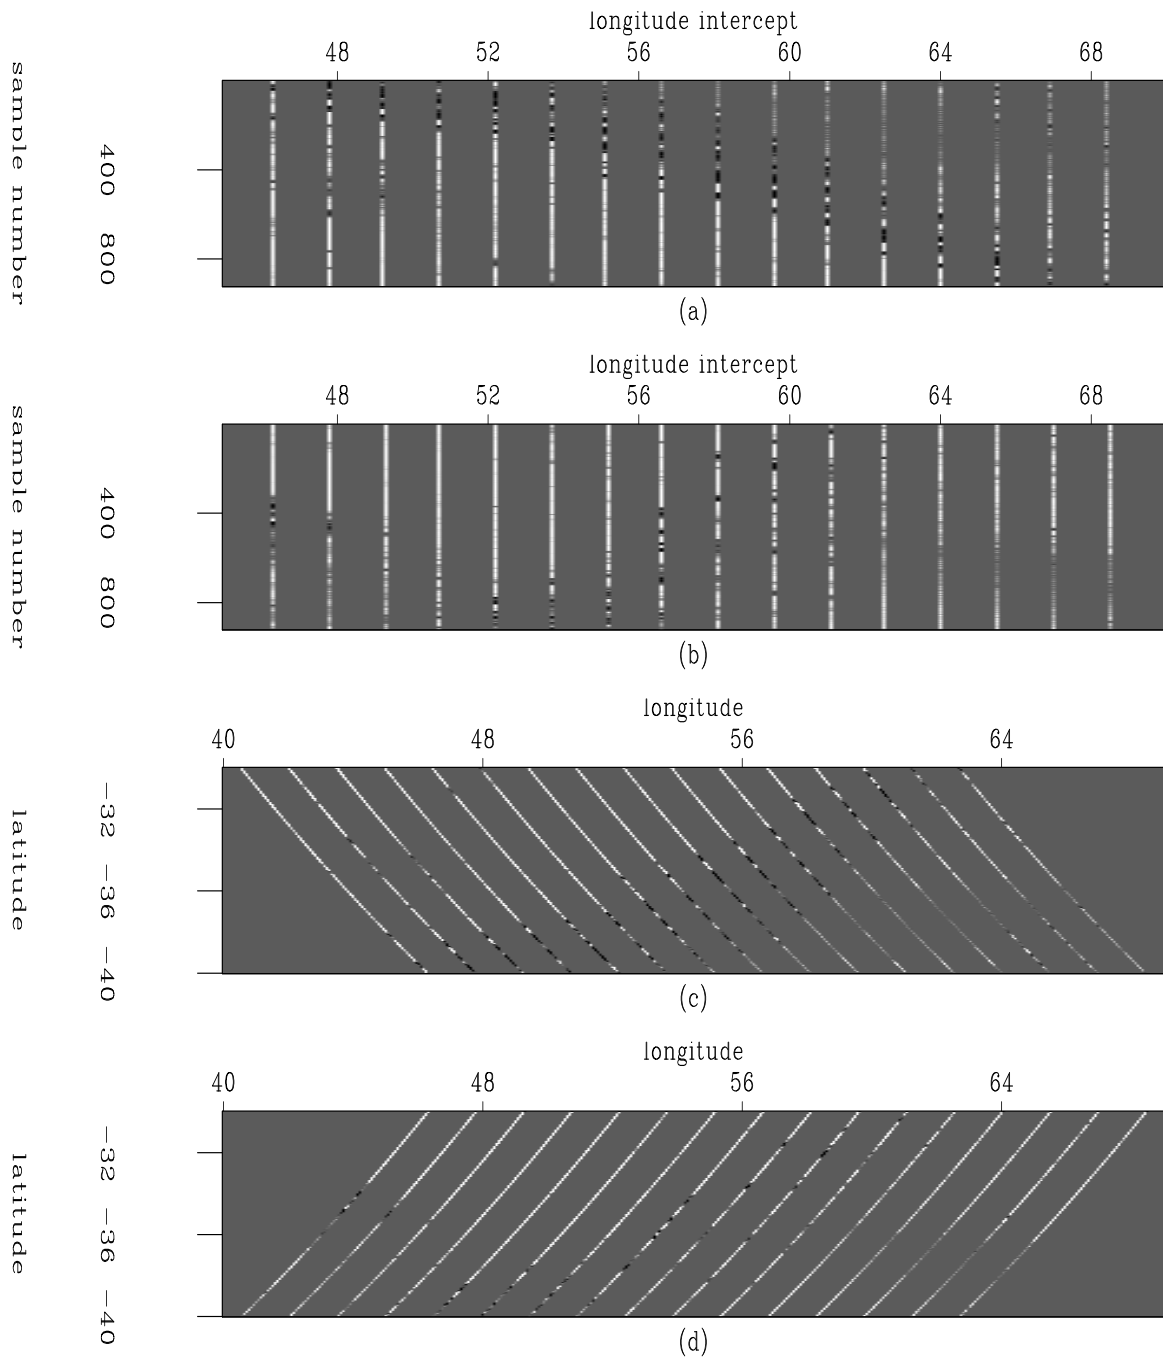 longitude intercept
48 52 56 60 64 68
sample number
400
800
(a)
longitude intercept
48 52 56 60 64 68
sample number
400
800
(b)
longitude
40 48 56 64
latitude
−32
−36
−40
(c)
longitude
40 48 56 64
latitude
−32
−36
−40
(d)